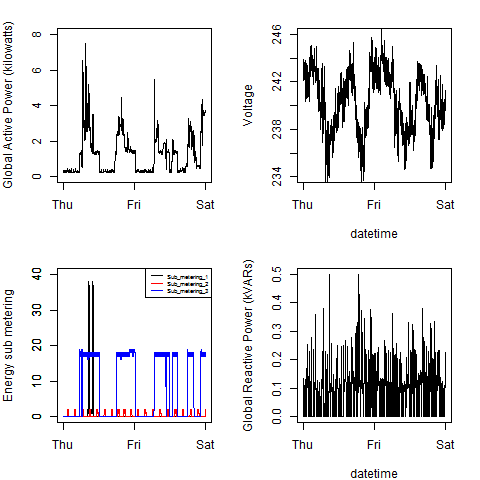 Global Active Power (kilowatts)
8
6
4
2
0
Thu
Fri
Sat
Voltage
246
242
238
234
Thu
Fri
Sat
datetime
Energy sub metering
40
30
20
10
0
Sub_metering_1
Sub_metering_2
Sub_metering_3
Thu
Fri
Sat
Global Reactive Power (kVARs)
0.5
0.4
0.3
0.2
0.1
0.0
Thu
Fri
Sat
datetime